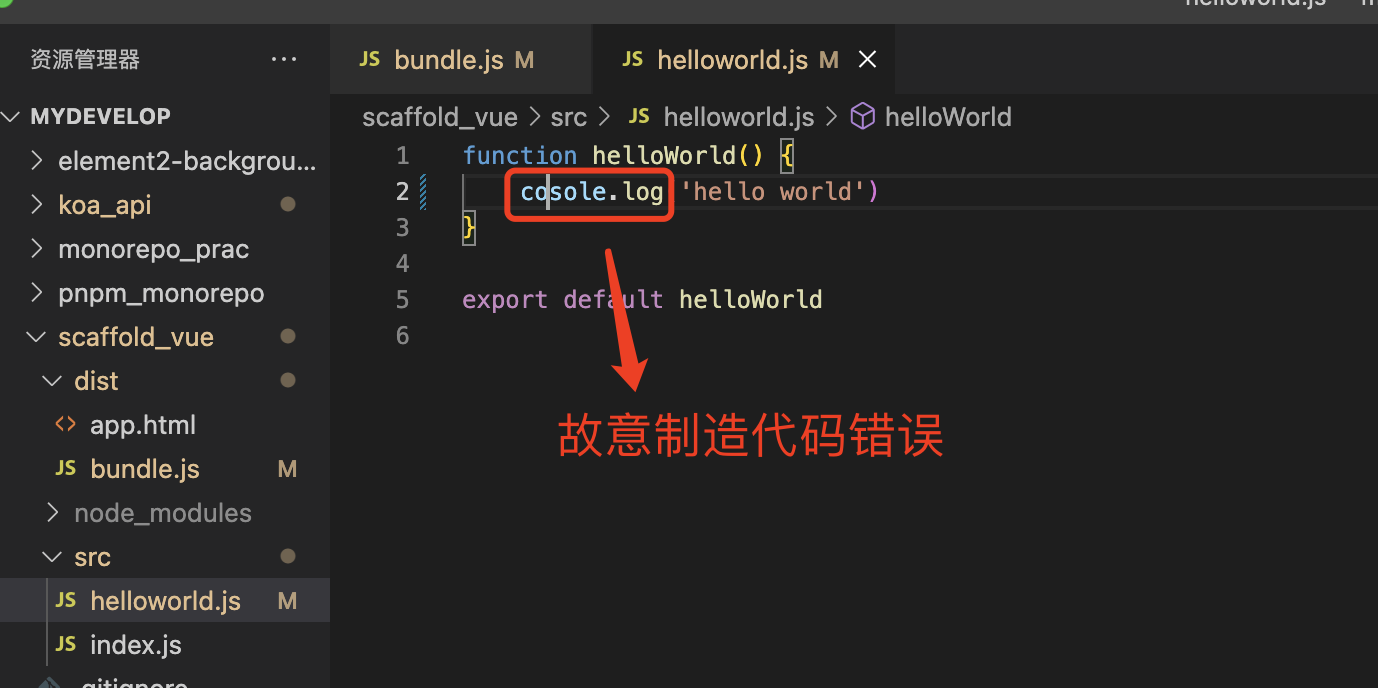 helloworld.js
资源管理器 ...
JS bundle.js M
JS helloworld.js M
MYDEVELOP
element2-backgrou...
koa_api
monorepo_prac
pnpm_monorepo
scaffold_vue
dist
app.html
JS bundle.js M
node_modules
src
JS helloworld.js M
JS index.js
.gitignore
scaffold_vue > src > JS helloworld.js > helloWorld
1 function helloWorld() {
2 cosole.log 'hello world')
3 }
4
5 export default helloWorld
6
故意制造代码错误